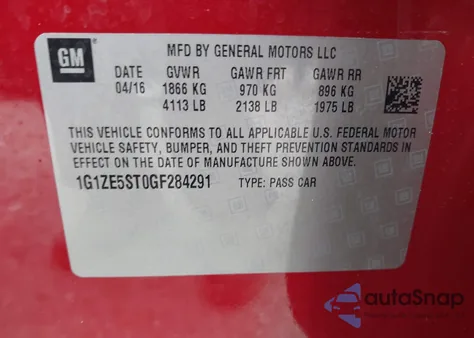 GM
MFD BY GENERAL MOTORS LLC
DATE GVWR GAWR FRT GAWR RR
04/16 1866 KG 970 KG 896 KG
4113 LB 2138 LB 1975 LB
THIS VEHICLE CONFORMS TO ALL APPLICABLE U.S. FEDERAL MOTOR
VEHICLE SAFETY, BUMPER, AND THEFT PREVENTION STANDARDS IN
EFFECT ON THE DATE OF MANUFACTURE SHOWN ABOVE.
1G1ZE5ST0GF284291 TYPE: PASS CAR
autoSnap